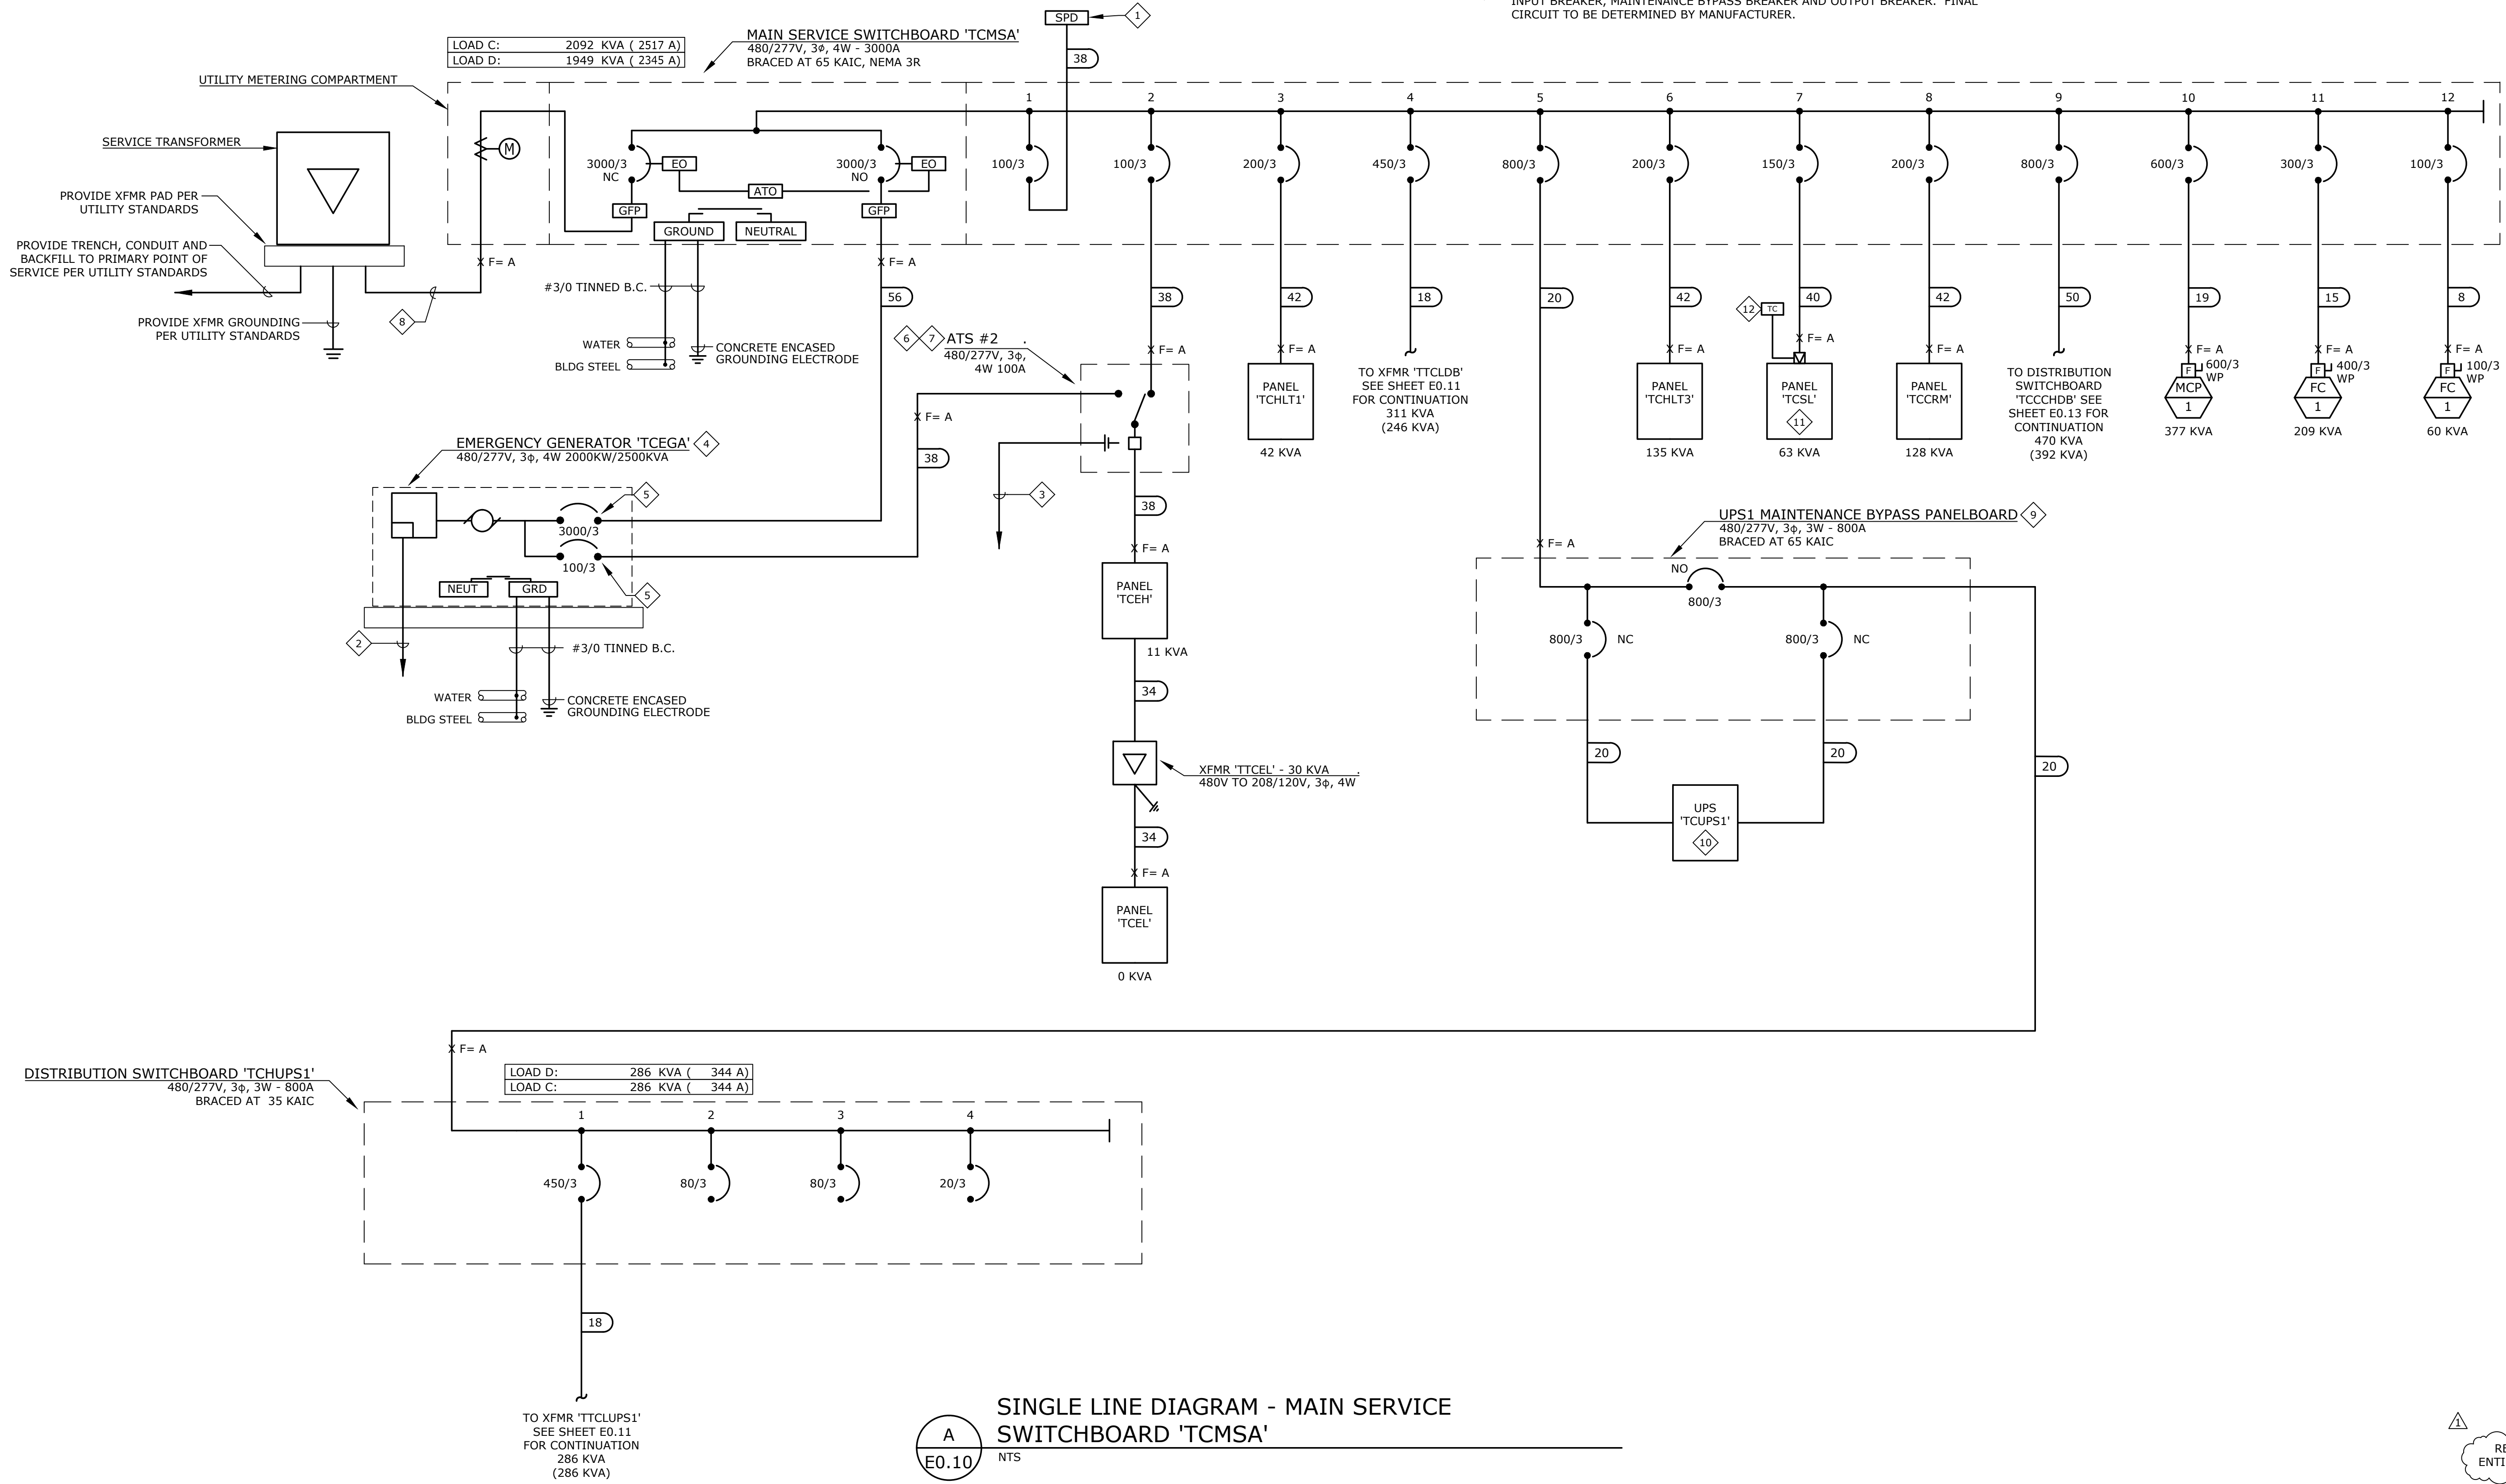 INPUT BREAKER, MAINTENANCE BYPASS BREAKER AND OUTPUT BREAKER. FINAL
CIRCUIT TO BE DETERMINED BY MANUFACTURER.
SPD
1
38
LOAD C: 2092 KVA ( 2517 A)
LOAD D: 1949 KVA ( 2345 A)
MAIN SERVICE SWITCHBOARD 'TCMSA'
480/277V, 3ϕ, 4W - 3000A
BRACED AT 65 KAIC, NEMA 3R
UTILITY METERING COMPARTMENT
SERVICE TRANSFORMER
PROVIDE XFMR PAD PER
UTILITY STANDARDS
PROVIDE TRENCH, CONDUIT AND
BACKFILL TO PRIMARY POINT OF
SERVICE PER UTILITY STANDARDS
PROVIDE XFMR GROUNDING
PER UTILITY STANDARDS
8
M
F= A
3000/3
NC
EO
ATO
3000/3
NO
EO
GFP
GFP
GROUND
NEUTRAL
F= A
56
#3/0 TINNED B.C.
WATER
BLDG STEEL
CONCRETE ENCASED
GROUNDING ELECTRODE
1 2 3 4 5 6 7 8 9 10 11 12
100/3 100/3 200/3 450/3 800/3 200/3 150/3 200/3 800/3 600/3 300/3 100/3
38 42 18 20 42 40 42 50 19 15 8
12
TC
F= A
F= A
F= A
F= A
F= A
F= A
F= A
F= A
F= A
6 7
ATS #2 .
480/277V, 3ϕ,
4W 100A
3
38
F= A
PANEL
'TCEH'
11 KVA
34
XFMR 'TTCEL' - 30 KVA .
480V TO 208/120V, 3ϕ, 4W
34
F= A
PANEL
'TCEL'
0 KVA
PANEL
'TCHLT1'
42 KVA
TO XFMR 'TTCLDB'
SEE SHEET E0.11
FOR CONTINUATION
311 KVA
(246 KVA)
PANEL
'TCHLT3'
135 KVA
PANEL
'TCSL'
11
63 KVA
PANEL
'TCCRM'
128 KVA
TO DISTRIBUTION
SWITCHBOARD
'TCCCHDB' SEE
SHEET E0.13 FOR
CONTINUATION
470 KVA
(392 KVA)
F
600/3
WP
MCP
1
377 KVA
F
400/3
WP
FC
1
209 KVA
F
100/3
WP
FC
1
60 KVA
EMERGENCY GENERATOR 'TCEGA'
4
480/277V, 3ϕ, 4W 2000KW/2500KVA
38
5
3000/3
100/3
5
NEUT
GRD
2
#3/0 TINNED B.C.
WATER
BLDG STEEL
CONCRETE ENCASED
GROUNDING ELECTRODE
UPS1 MAINTENANCE BYPASS PANELBOARD
9
480/277V, 3ϕ, 3W - 800A
BRACED AT 65 KAIC
F= A
NO
800/3
800/3 NC
800/3 NC
20
20
20
UPS
'TCUPS1'
10
F= A
DISTRIBUTION SWITCHBOARD 'TCHUPS1'
480/277V, 3ϕ, 3W - 800A
BRACED AT 35 KAIC
LOAD D: 286 KVA ( 344 A)
LOAD C: 286 KVA ( 344 A)
1 2 3 4
450/3 80/3 80/3 20/3
18
TO XFMR 'TTCLUPS1'
SEE SHEET E0.11
FOR CONTINUATION
286 KVA
(286 KVA)
A
E0.10
SINGLE LINE DIAGRAM - MAIN SERVICE
SWITCHBOARD 'TCMSA'
NTS
1
RE
ENTI